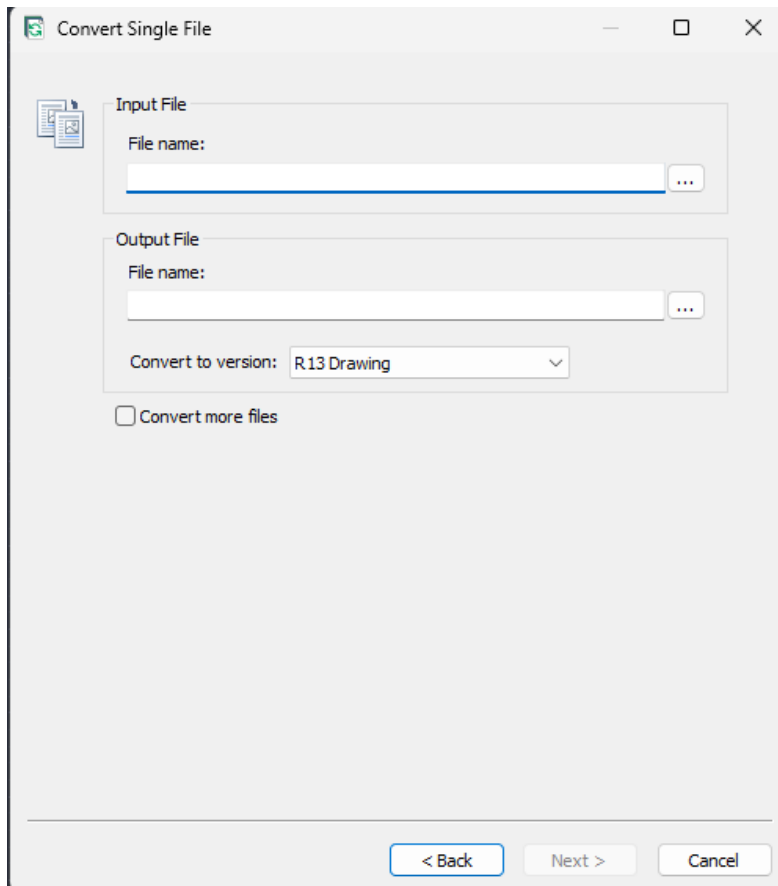 Convert Single File
Input File
File name:
...
Output File
File name:
...
Convert to version: R13 Drawing
Convert more files
< Back Next > Cancel